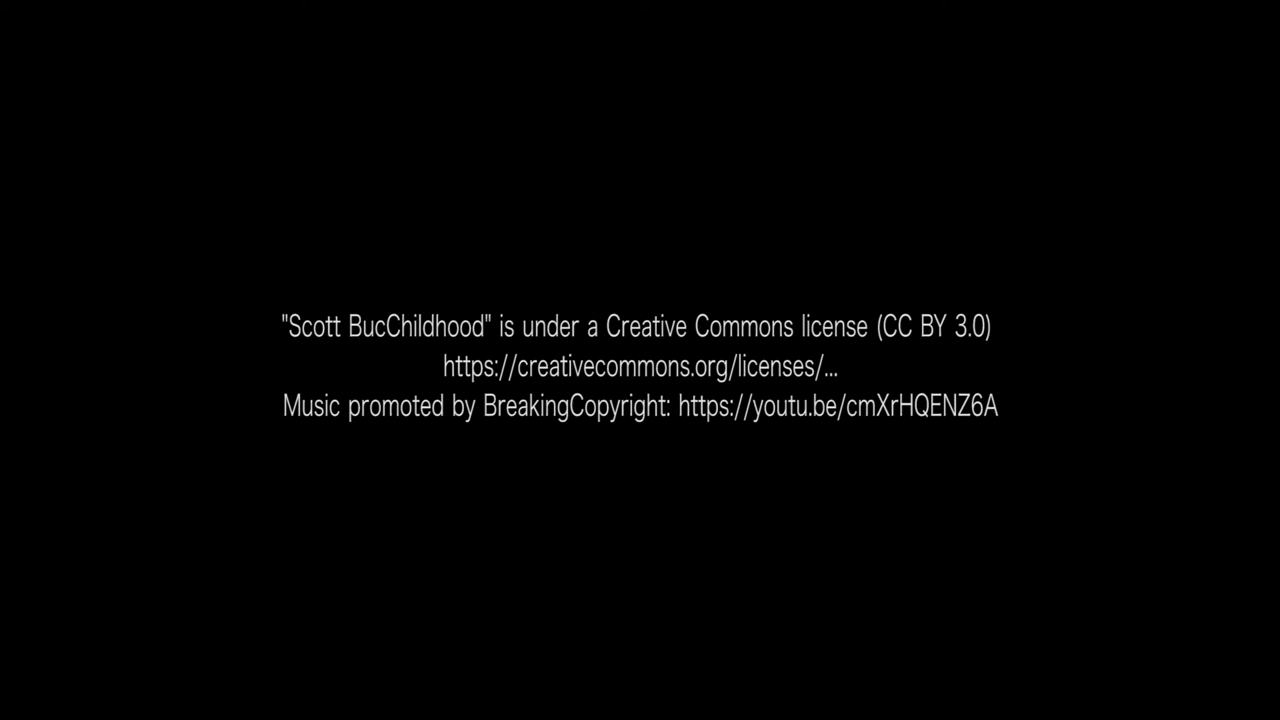 "Scott BucChildhood" is under a Creative Commons license (CC BY 3.0)
https://creativecommons.org/licenses/...
Music promoted by BreakingCopyright: https://youtu.be/cmXrHQENZ6A